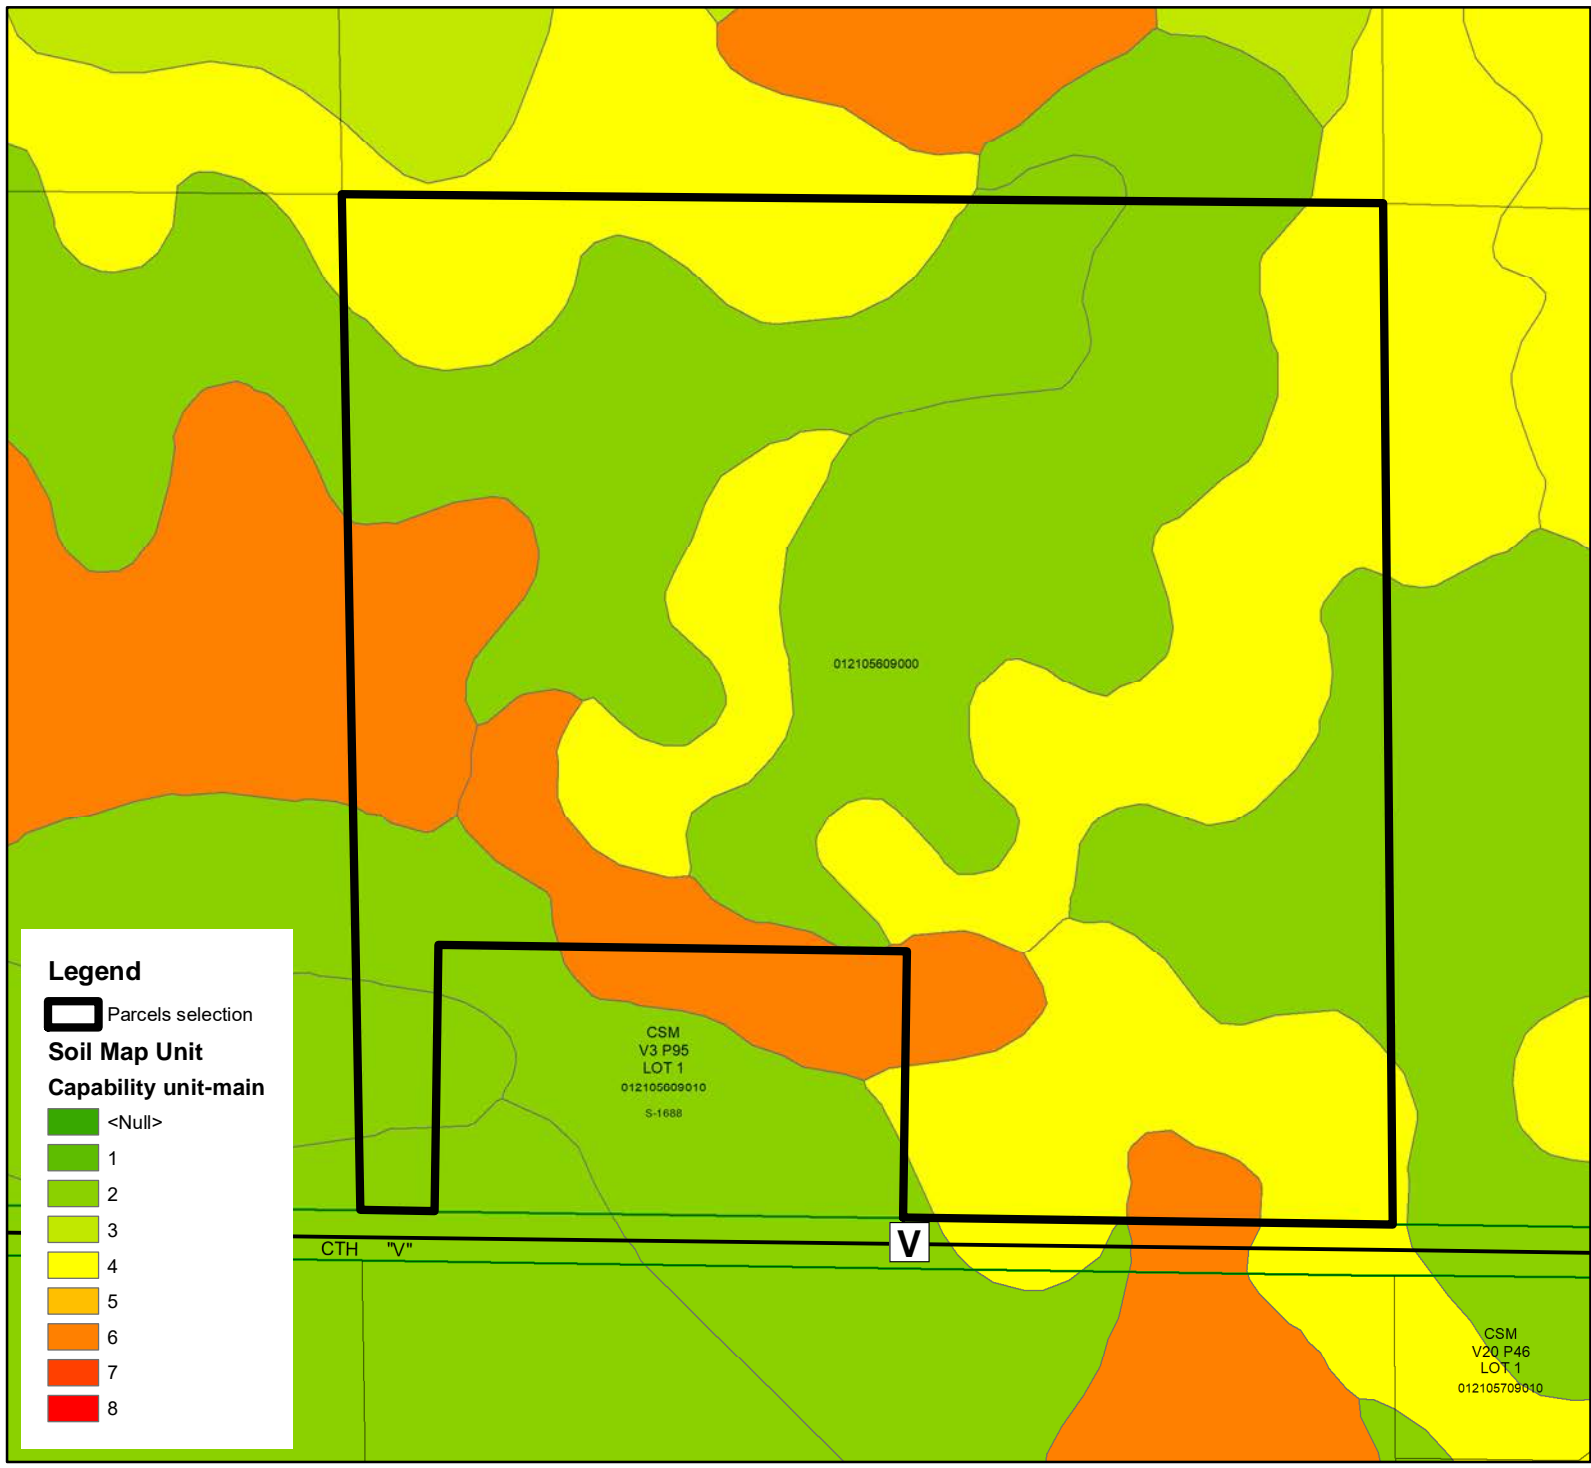 012105609000
CSM
V3 P95
LOT 1
012105609010
S-1688
Legend
Parcels selection
Soil Map Unit
Capability unit-main
<Null>
1
2
3
4
5
6
7
8
CTH "V"
V
CSM
V20 P46
LOT 1
012105709010